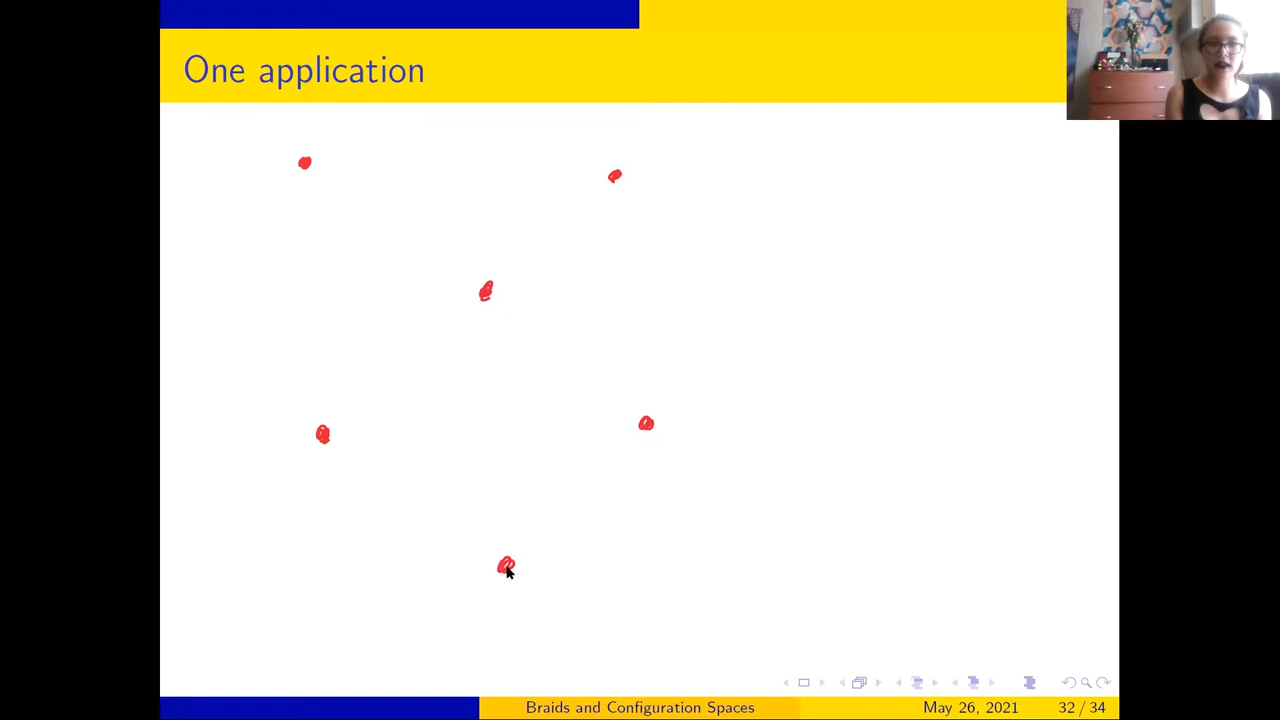 One application
Braids and Configuration Spaces
May 26, 2021
32 / 34